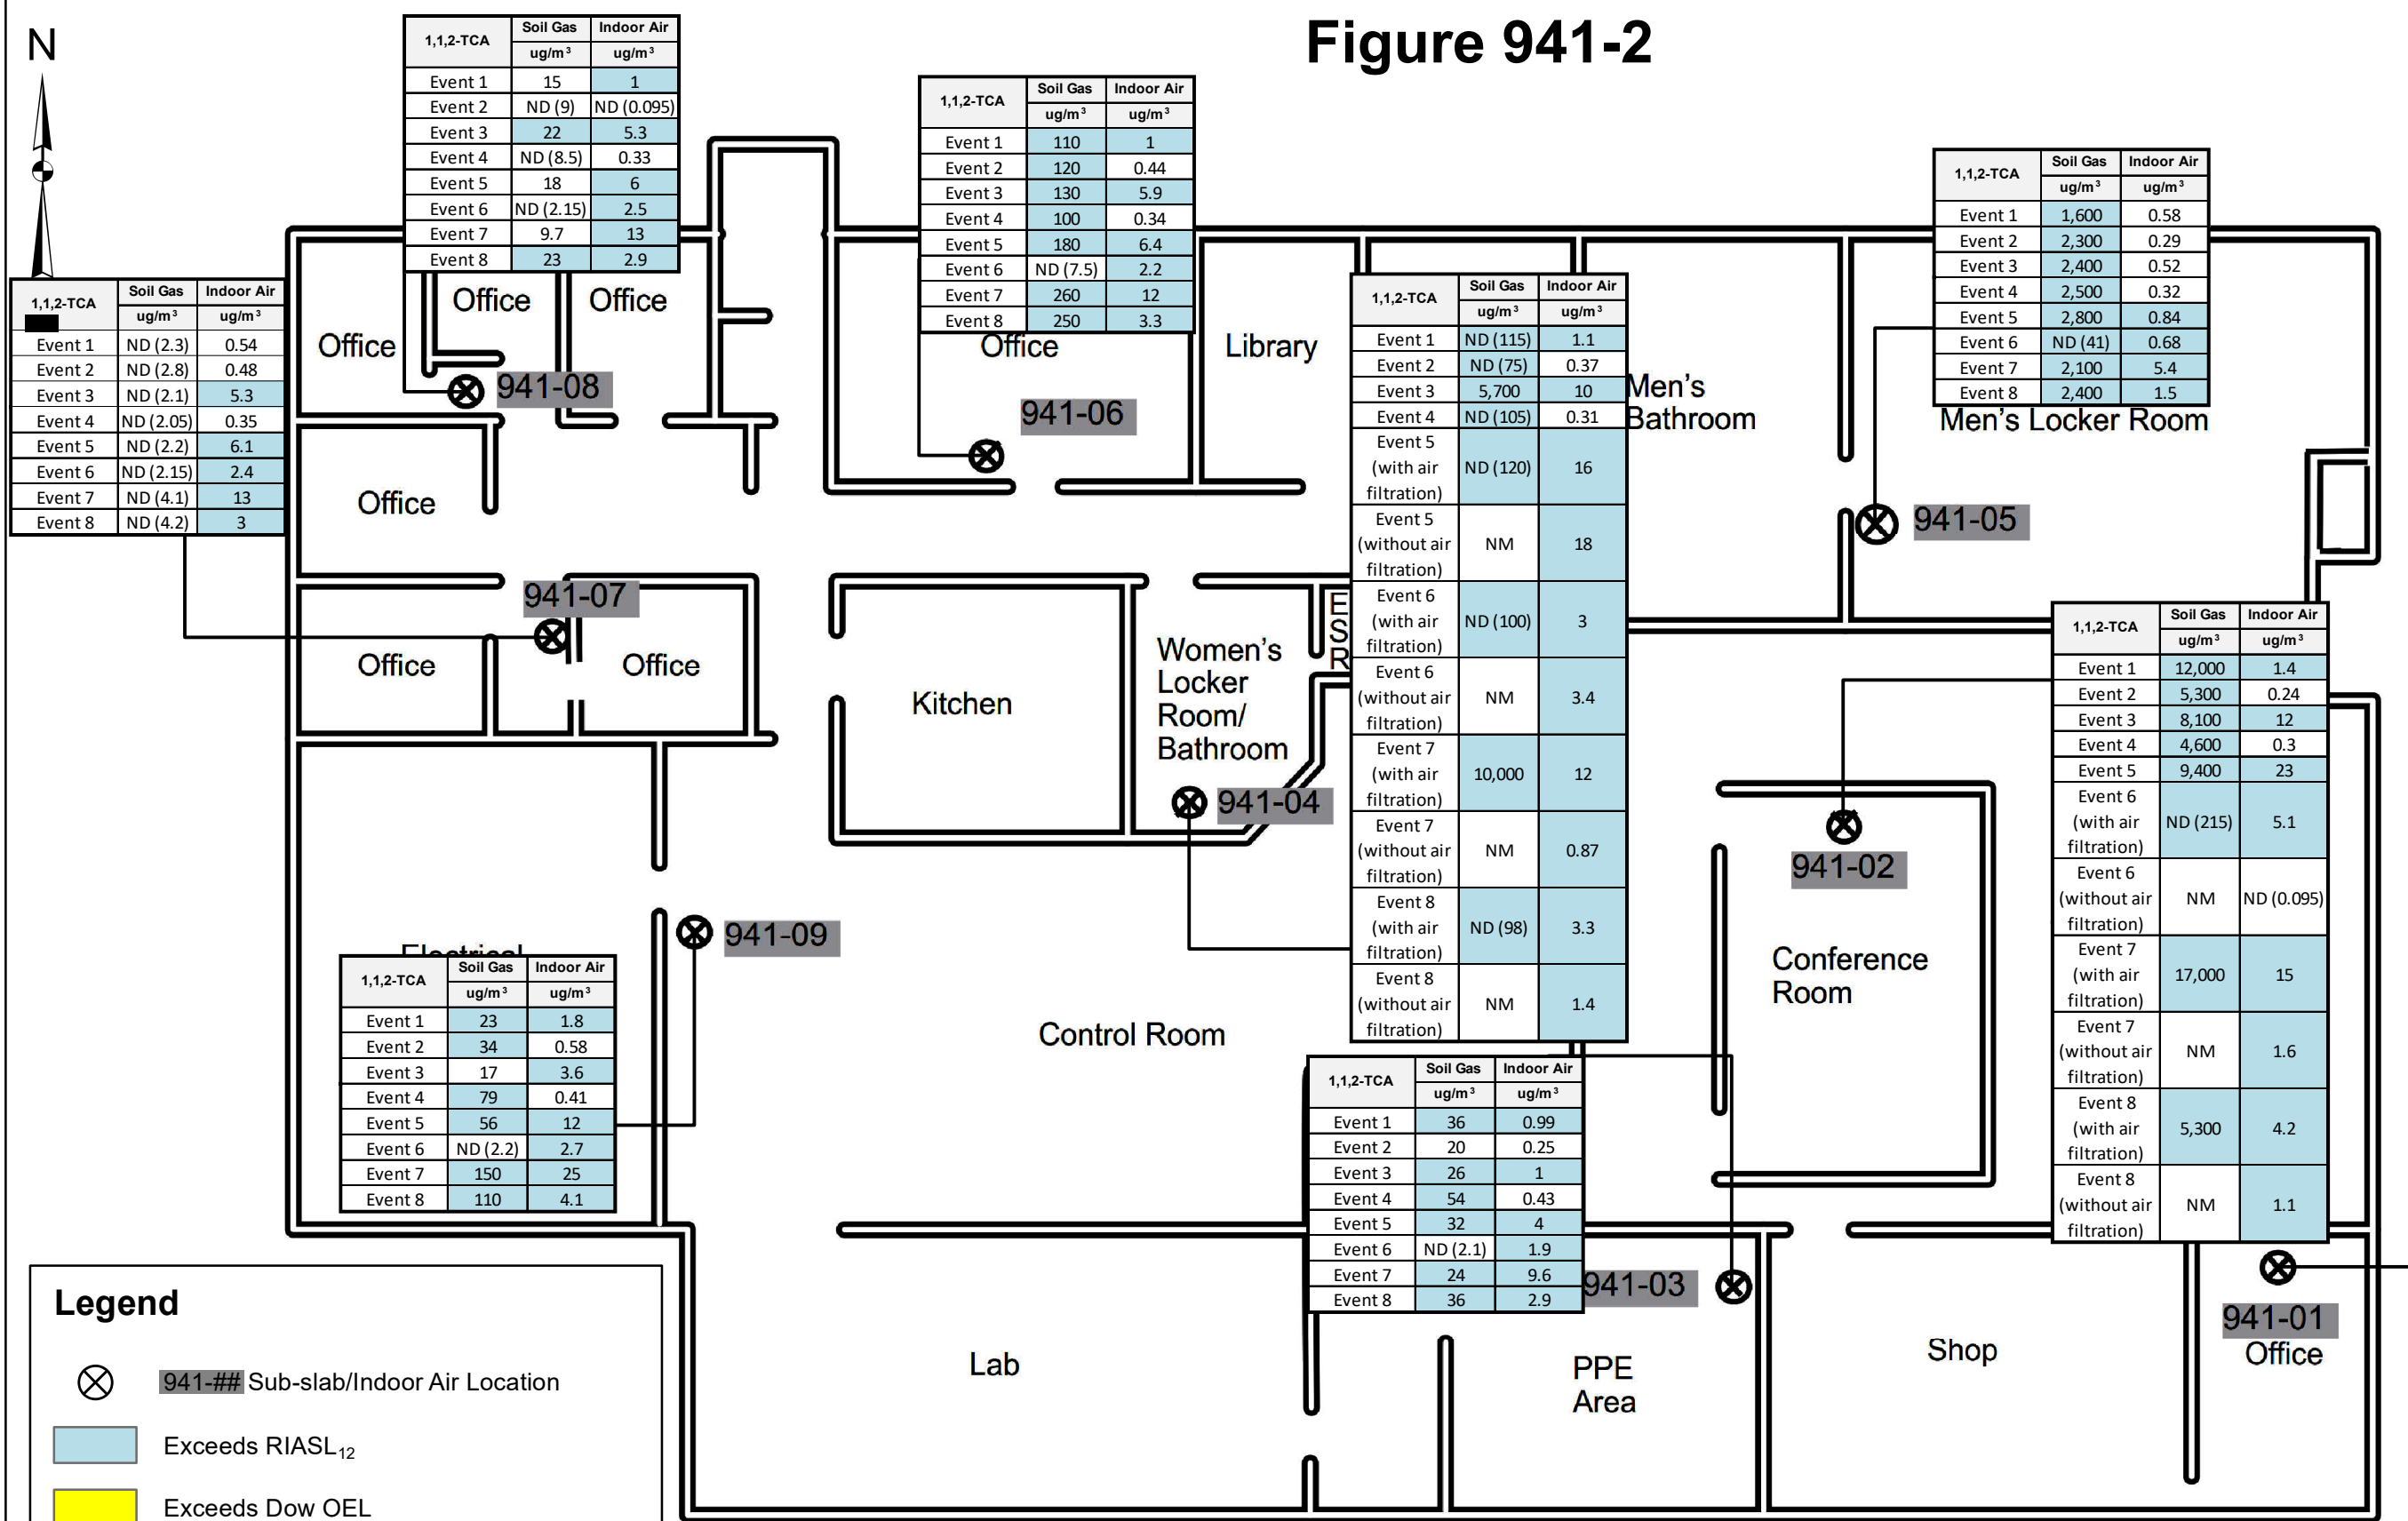 Figure 941-2
N
1,1,2-TCA Soil Gas Indoor Air
ug/m³ ug/m³
Event 1 15 1
Event 2 ND (9) ND (0.095)
Event 3 22 5.3
Event 4 ND (8.5) 0.33
Event 5 18 6
Event 6 ND (2.15) 2.5
Event 7 9.7 13
Event 8 23 2.9
1,1,2-TCA Soil Gas Indoor Air
ug/m³ ug/m³
Event 1 110 1
Event 2 120 0.44
Event 3 130 5.9
Event 4 100 0.34
Event 5 180 6.4
Event 6 ND (7.5) 2.2
Event 7 260 12
Event 8 250 3.3
1,1,2-TCA Soil Gas Indoor Air
ug/m³ ug/m³
Event 1 1,600 0.58
Event 2 2,300 0.29
Event 3 2,400 0.52
Event 4 2,500 0.32
Event 5 2,800 0.84
Event 6 ND (41) 0.68
Event 7 2,100 5.4
Event 8 2,400 1.5
1,1,2-TCA Soil Gas Indoor Air
ug/m³ ug/m³
Event 1 ND (2.3) 0.54
Event 2 ND (2.8) 0.48
Event 3 ND (2.1) 5.3
Event 4 ND (2.05) 0.35
Event 5 ND (2.2) 6.1
Event 6 ND (2.15) 2.4
Event 7 ND (4.1) 13
Event 8 ND (4.2) 3
1,1,2-TCA Soil Gas Indoor Air
ug/m³ ug/m³
Event 1 ND (115) 1.1
Event 2 ND (75) 0.37
Event 3 5,700 10
Event 4 ND (105) 0.31
Event 5
(with air ND (120) 16
filtration)
Event 5
(without air NM 18
filtration)
Event 6
(with air ND (100) 3
filtration)
Event 6
(without air NM 3.4
filtration)
Event 7
(with air 10,000 12
filtration)
Event 7
(without air NM 0.87
filtration)
Event 8
(with air ND (98) 3.3
filtration)
Event 8
(without air NM 1.4
filtration)
Office
Office
Office
941-08
Office
941-06
Library
Men's
Bathroom
Men's Locker Room
941-05
Office
941-07
Office
Office
Kitchen
Women's
Locker
Room/
Bathroom
E
S
R
941-04
1,1,2-TCA Soil Gas Indoor Air
ug/m³ ug/m³
Event 1 12,000 1.4
Event 2 5,300 0.24
Event 3 8,100 12
Event 4 4,600 0.3
Event 5 9,400 23
Event 6
(with air ND (215) 5.1
filtration)
Event 6
(without air NM ND (0.095)
filtration)
Event 7
(with air 17,000 15
filtration)
Event 7
(without air NM 1.6
filtration)
Event 8
(with air 5,300 4.2
filtration)
Event 8
(without air NM 1.1
filtration)
941-02
Conference
Room
941-09
Electrical
1,1,2-TCA Soil Gas Indoor Air
ug/m³ ug/m³
Event 1 23 1.8
Event 2 34 0.58
Event 3 17 3.6
Event 4 79 0.41
Event 5 56 12
Event 6 ND (2.2) 2.7
Event 7 150 25
Event 8 110 4.1
Control Room
1,1,2-TCA Soil Gas Indoor Air
ug/m³ ug/m³
Event 1 36 0.99
Event 2 20 0.25
Event 3 26 1
Event 4 54 0.43
Event 5 32 4
Event 6 ND (2.1) 1.9
Event 7 24 9.6
Event 8 36 2.9
941-03
941-01
Office
Lab
PPE
Area
Shop
Legend
941-## Sub-slab/Indoor Air Location
Exceeds RIASL₁₂
Exceeds Dow OEL